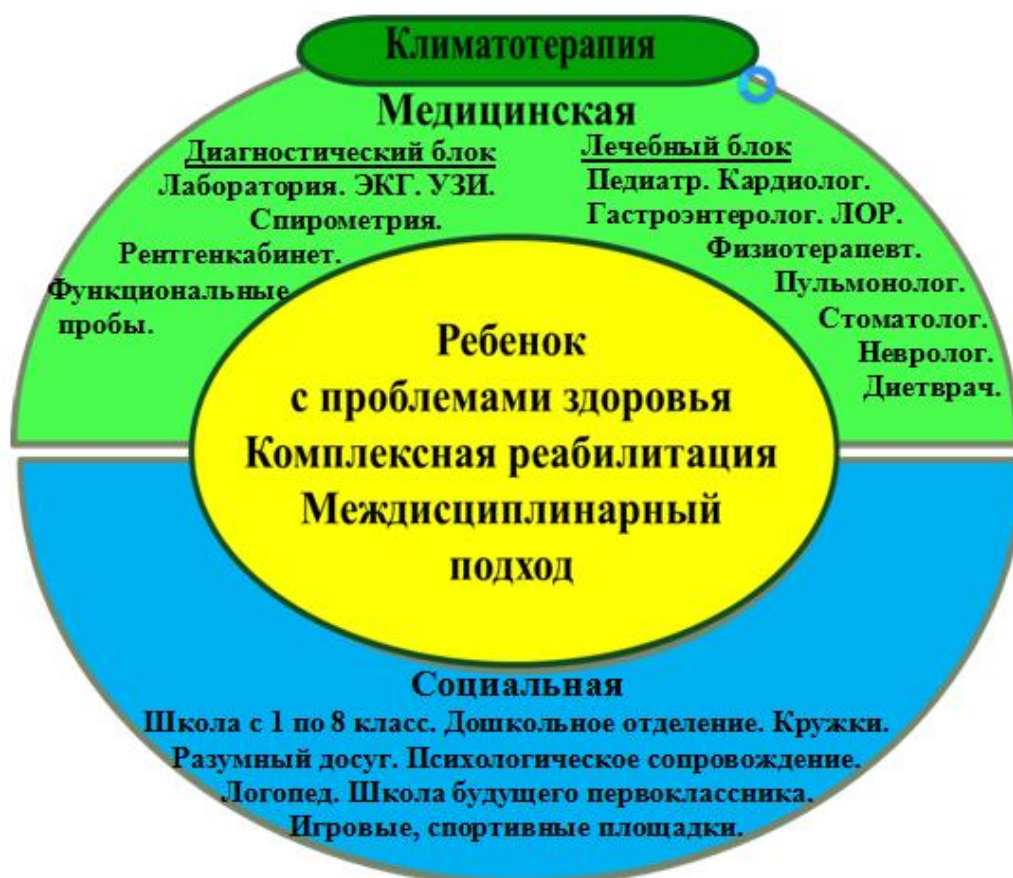 Климатотерапия
Медицинская
Диагностический блок
Лаборатория. ЭКГ. УЗИ.
Спирометрия.
Рентгенкабинет.
Функциональные
пробы.
Лечебный блок
Педиатр. Кардиолог.
Гастроэнтеролог. ЛОР.
Физиотерапевт.
Пульмонолог.
Стоматолог.
Невролог.
Диетврач.
Ребенок
с проблемами здоровья
Комплексная реабилитация
Междисциплинарный
подход
Социальная
Школа с 1 по 8 класс. Дошкольное отделение. Кружки.
Разумный досуг. Психологическое сопровождение.
Логопед. Школа будущего первоклассника.
Игровые, спортивные площадки.